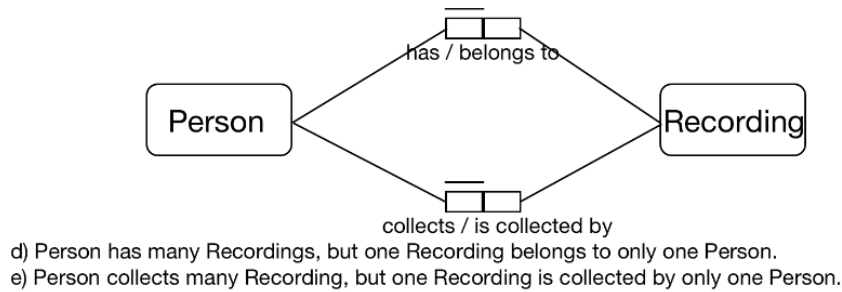 has / belongs to
Person
Recording
collects / is collected by
d) Person has many Recordings, but one Recording belongs to only one Person.
e) Person collects many Recording, but one Recording is collected by only one Person.